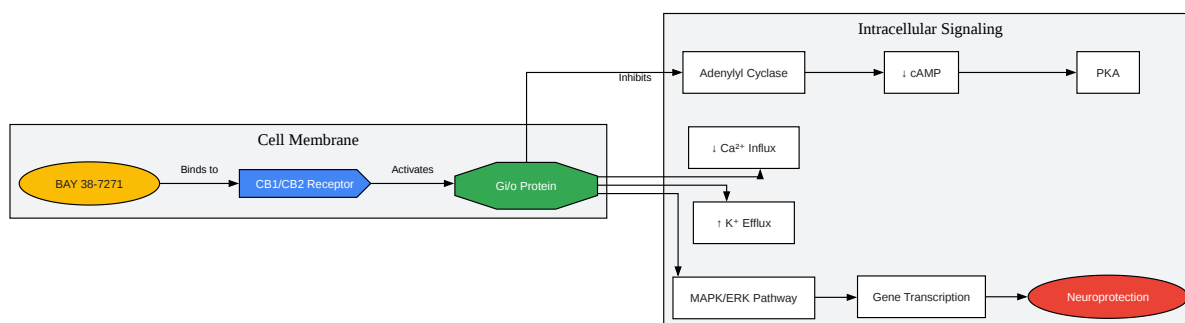 Intracellular Signaling
Inhibits
Adenylyl Cyclase
↓ cAMP
PKA
Cell Membrane
BAY 38-7271
Binds to
CB1/CB2 Receptor
Activates
Gi/o Protein
↓ Ca²⁺ Influx
↑ K⁺ Efflux
MAPK/ERK Pathway
Gene Transcription
Neuroprotection